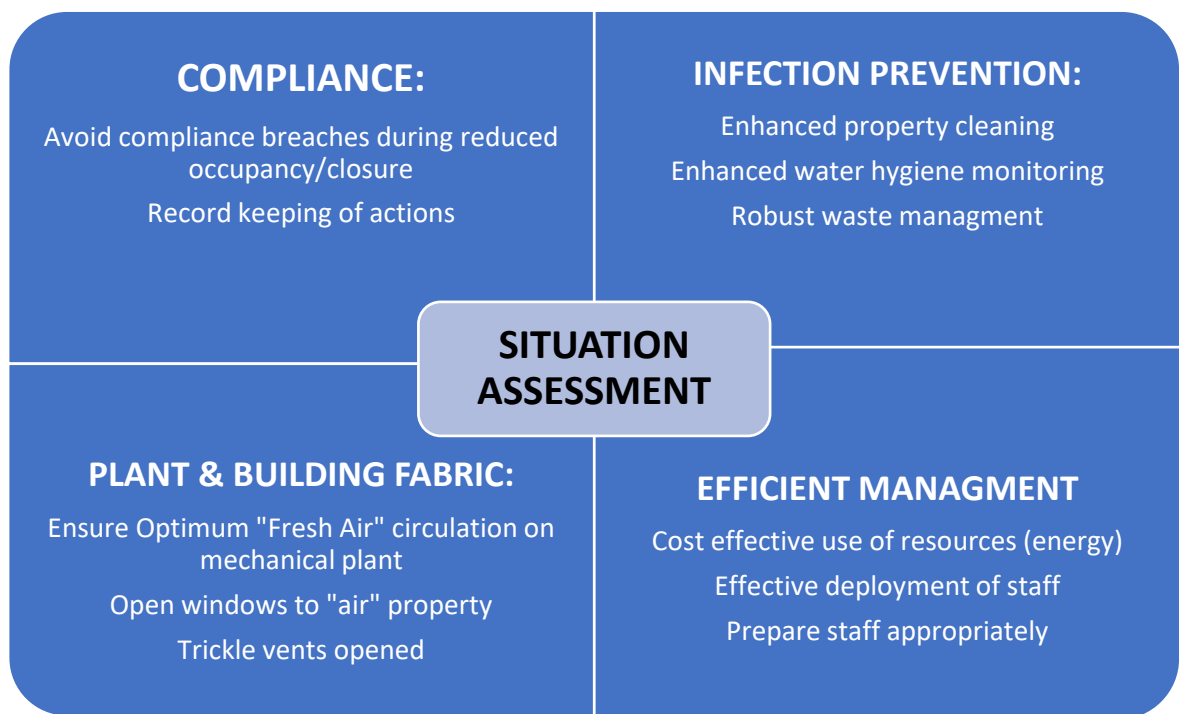 COMPLIANCE:
Avoid compliance breaches during reduced
occupancy/closure
Record keeping of actions
INFECTION PREVENTION:
Enhanced property cleaning
Enhanced water hygiene monitoring
Robust waste managment
SITUATION
ASSESSMENT
PLANT & BUILDING FABRIC:
Ensure Optimum "Fresh Air" circulation on
mechanical plant
Open windows to "air" property
Trickle vents opened
EFFICIENT MANAGMENT
Cost effective use of resources (energy)
Effective deployment of staff
Prepare staff appropriately